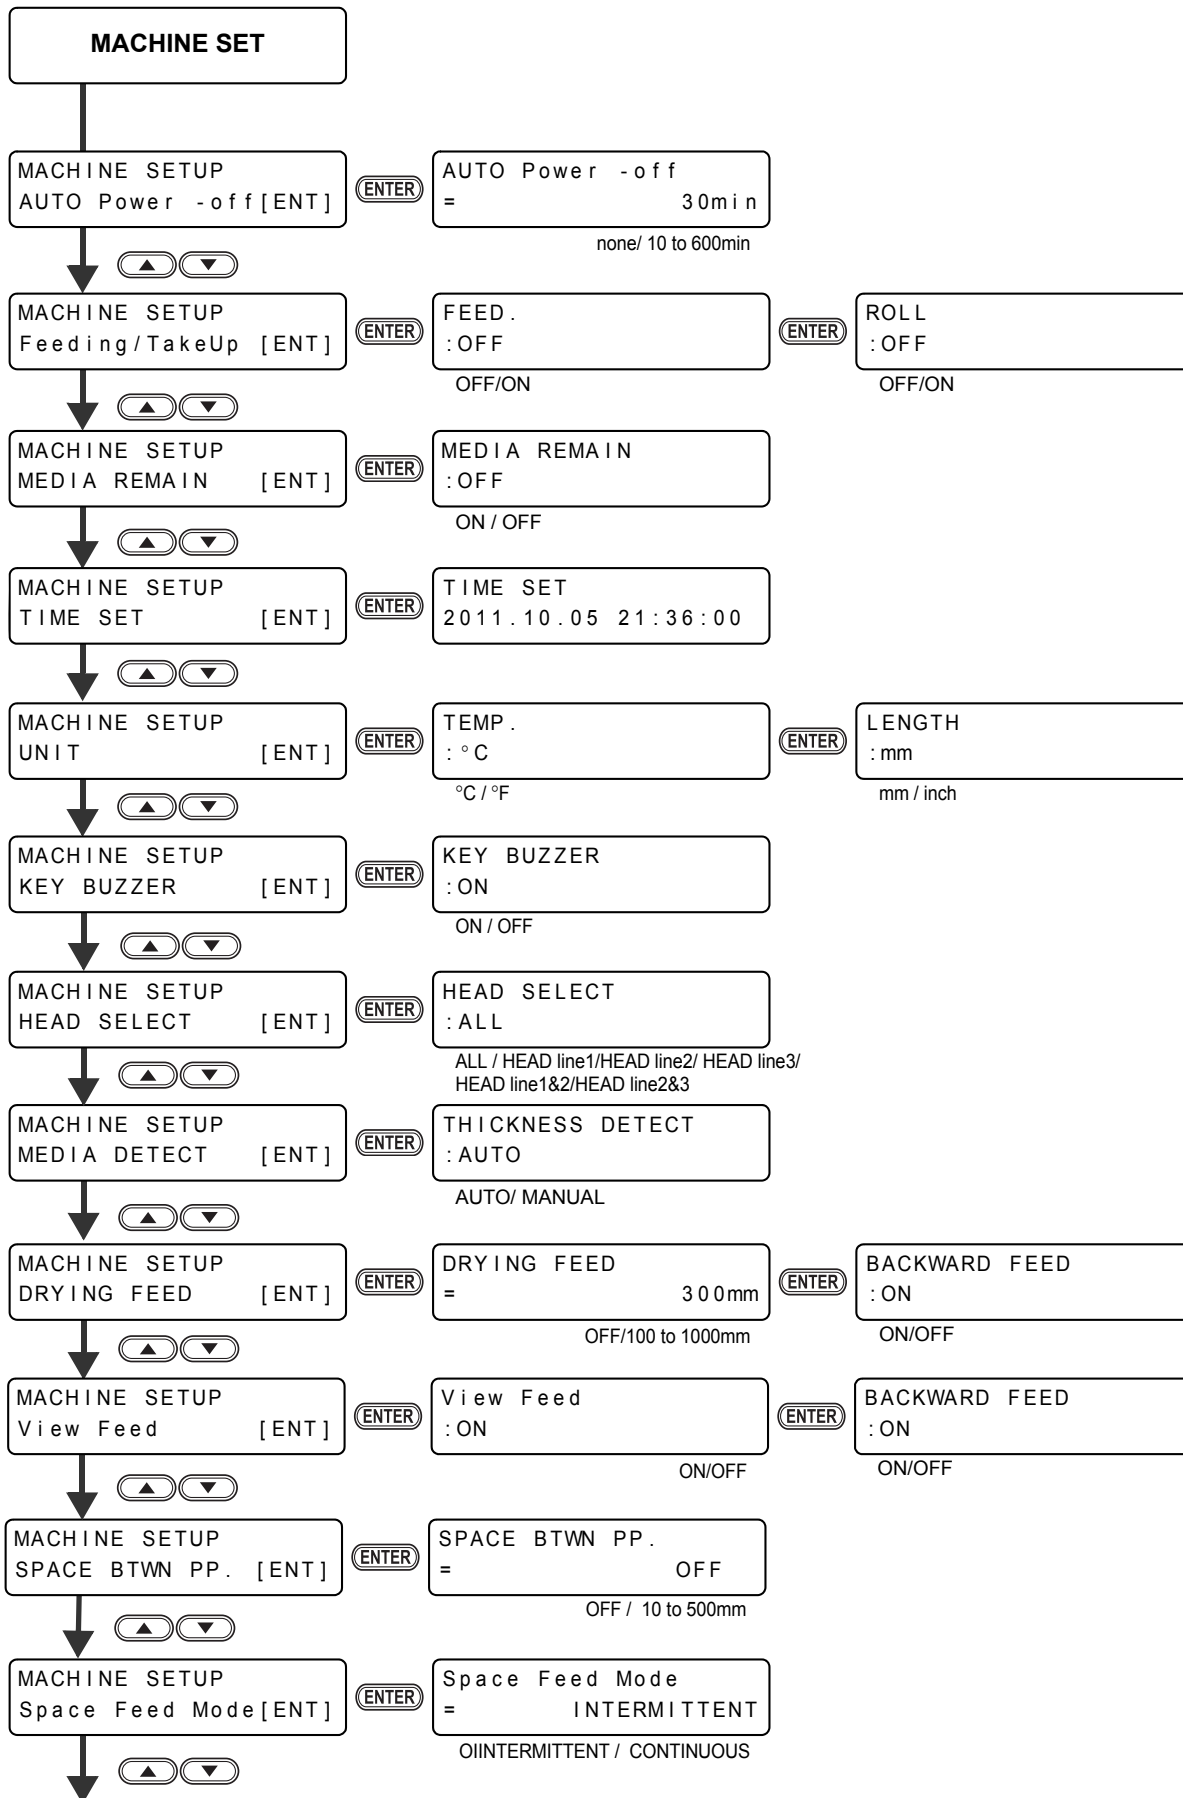 MACHINE SET
MACHINE SETUP
AUTO Power -off[ENT]
ENTER
AUTO Power -off
= 30min
none/ 10 to 600min
MACHINE SETUP
Feeding/TakeUp [ENT]
ENTER
FEED.
:OFF
OFF/ON
ENTER
ROLL
:OFF
OFF/ON
MACHINE SETUP
MEDIA REMAIN [ENT]
ENTER
MEDIA REMAIN
:OFF
ON / OFF
MACHINE SETUP
TIME SET [ENT]
ENTER
TIME SET
2011.10.05 21:36:00
MACHINE SETUP
UNIT [ENT]
ENTER
TEMP.
:°C
°C / °F
ENTER
LENGTH
:mm
mm / inch
MACHINE SETUP
KEY BUZZER [ENT]
ENTER
KEY BUZZER
:ON
ON / OFF
MACHINE SETUP
HEAD SELECT [ENT]
ENTER
HEAD SELECT
:ALL
ALL / HEAD line1/HEAD line2/ HEAD line3/
HEAD line1&2/HEAD line2&3
MACHINE SETUP
MEDIA DETECT [ENT]
ENTER
THICKNESS DETECT
:AUTO
AUTO/ MANUAL
MACHINE SETUP
DRYING FEED [ENT]
ENTER
DRYING FEED
= 300mm
OFF/100 to 1000mm
ENTER
BACKWARD FEED
:ON
ON/OFF
MACHINE SETUP
View Feed [ENT]
ENTER
View Feed
:ON
ON/OFF
ENTER
BACKWARD FEED
:ON
ON/OFF
MACHINE SETUP
SPACE BTWN PP. [ENT]
ENTER
SPACE BTWN PP.
= OFF
OFF / 10 to 500mm
MACHINE SETUP
Space Feed Mode[ENT]
ENTER
Space Feed Mode
= INTERMITTENT
OIINTERMITTENT / CONTINUOUS